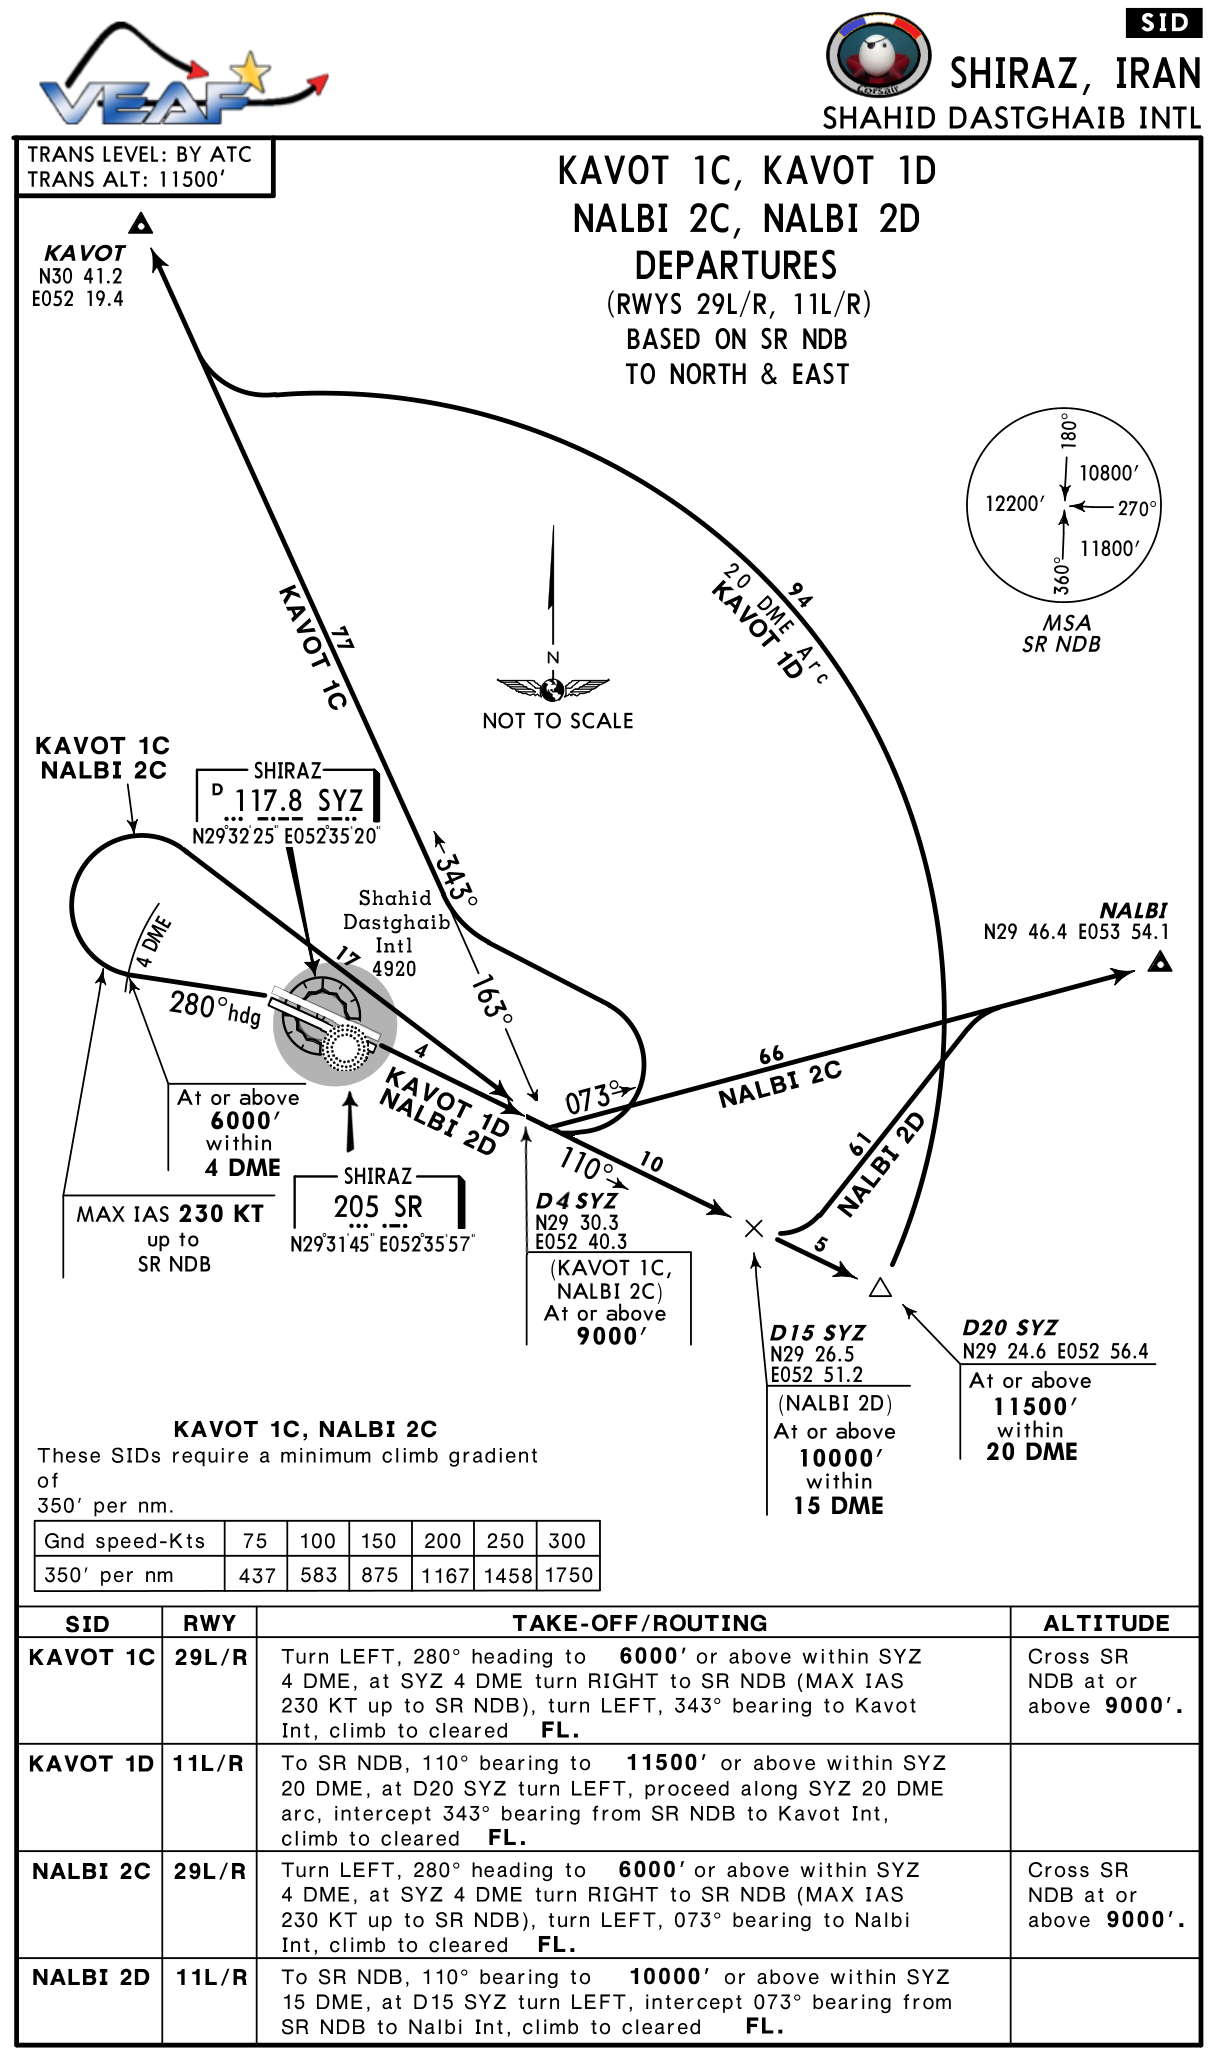 SID
VEAF
Corsair
SHIRAZ, IRAN
SHAHID DASTGHAIB INTL
TRANS LEVEL: BY ATC
TRANS ALT: 11500′
KAVOT 1C, KAVOT 1D
NALBI 2C, NALBI 2D
DEPARTURES
(RWYS 29L/R, 11L/R)
BASED ON SR NDB
TO NORTH & EAST
KAVOT
N30 41.2
E052 19.4
180°
10800′
12200′
270°
11800′
360°
MSA
SR NDB
94
20 DME Arc
KAVOT 1D
77
KAVOT 1C
N
NOT TO SCALE
KAVOT 1C
NALBI 2C
SHIRAZ
D 117.8 SYZ
N29°32'25" E052°35'20"
343°
Shahid
Dastghaib
Intl
4920
NALBI
N29 46.4 E053 54.1
4 DME
17
163°
280°hdg
4
KAVOT 1D
NALBI 2D
073°
66
NALBI 2C
At or above
6000′
within
4 DME
110°
10
61
NALBI 2D
SHIRAZ
205 SR
N29°31'45" E052°35'57"
MAX IAS 230 KT
up to
SR NDB
D4 SYZ
N29 30.3
E052 40.3
(KAVOT 1C,
NALBI 2C)
At or above
9000′
5
D15 SYZ
N29 26.5
E052 51.2
(NALBI 2D)
At or above
10000′
within
15 DME
D20 SYZ
N29 24.6 E052 56.4
At or above
11500′
within
20 DME
KAVOT 1C, NALBI 2C
These SIDs require a minimum climb gradient
of
350′ per nm.
Gnd speed-Kts 75 100 150 200 250 300
350′ per nm 437 583 875 1167 1458 1750
SID RWY TAKE-OFF/ROUTING ALTITUDE
KAVOT 1C 29L/R Turn LEFT, 280° heading to 6000′ or above within SYZ Cross SR
4 DME, at SYZ 4 DME turn RIGHT to SR NDB (MAX IAS NDB at or
230 KT up to SR NDB), turn LEFT, 343° bearing to Kavot above 9000′.
Int, climb to cleared FL.
KAVOT 1D 11L/R To SR NDB, 110° bearing to 11500′ or above within SYZ
20 DME, at D20 SYZ turn LEFT, proceed along SYZ 20 DME
arc, intercept 343° bearing from SR NDB to Kavot Int,
climb to cleared FL.
NALBI 2C 29L/R Turn LEFT, 280° heading to 6000′ or above within SYZ Cross SR
4 DME, at SYZ 4 DME turn RIGHT to SR NDB (MAX IAS NDB at or
230 KT up to SR NDB), turn LEFT, 073° bearing to Nalbi above 9000′.
Int, climb to cleared FL.
NALBI 2D 11L/R To SR NDB, 110° bearing to 10000′ or above within SYZ
15 DME, at D15 SYZ turn LEFT, intercept 073° bearing from
SR NDB to Nalbi Int, climb to cleared FL.